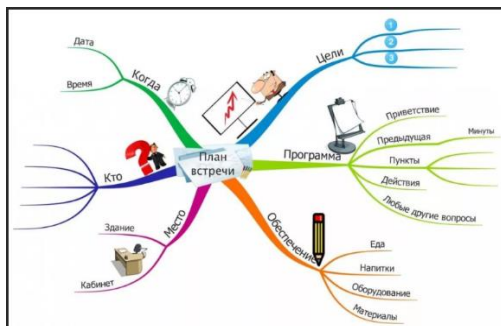 План
встречи
Цели
1
2
3
Программа
Приветствие
Предыдущая
Минуты
Пункты
Действия
Любые другие вопросы
Обеспечение
Еда
Напитки
Оборудование
Материалы
Место
Здание
Кабинет
Кто
Когда
Дата
Время